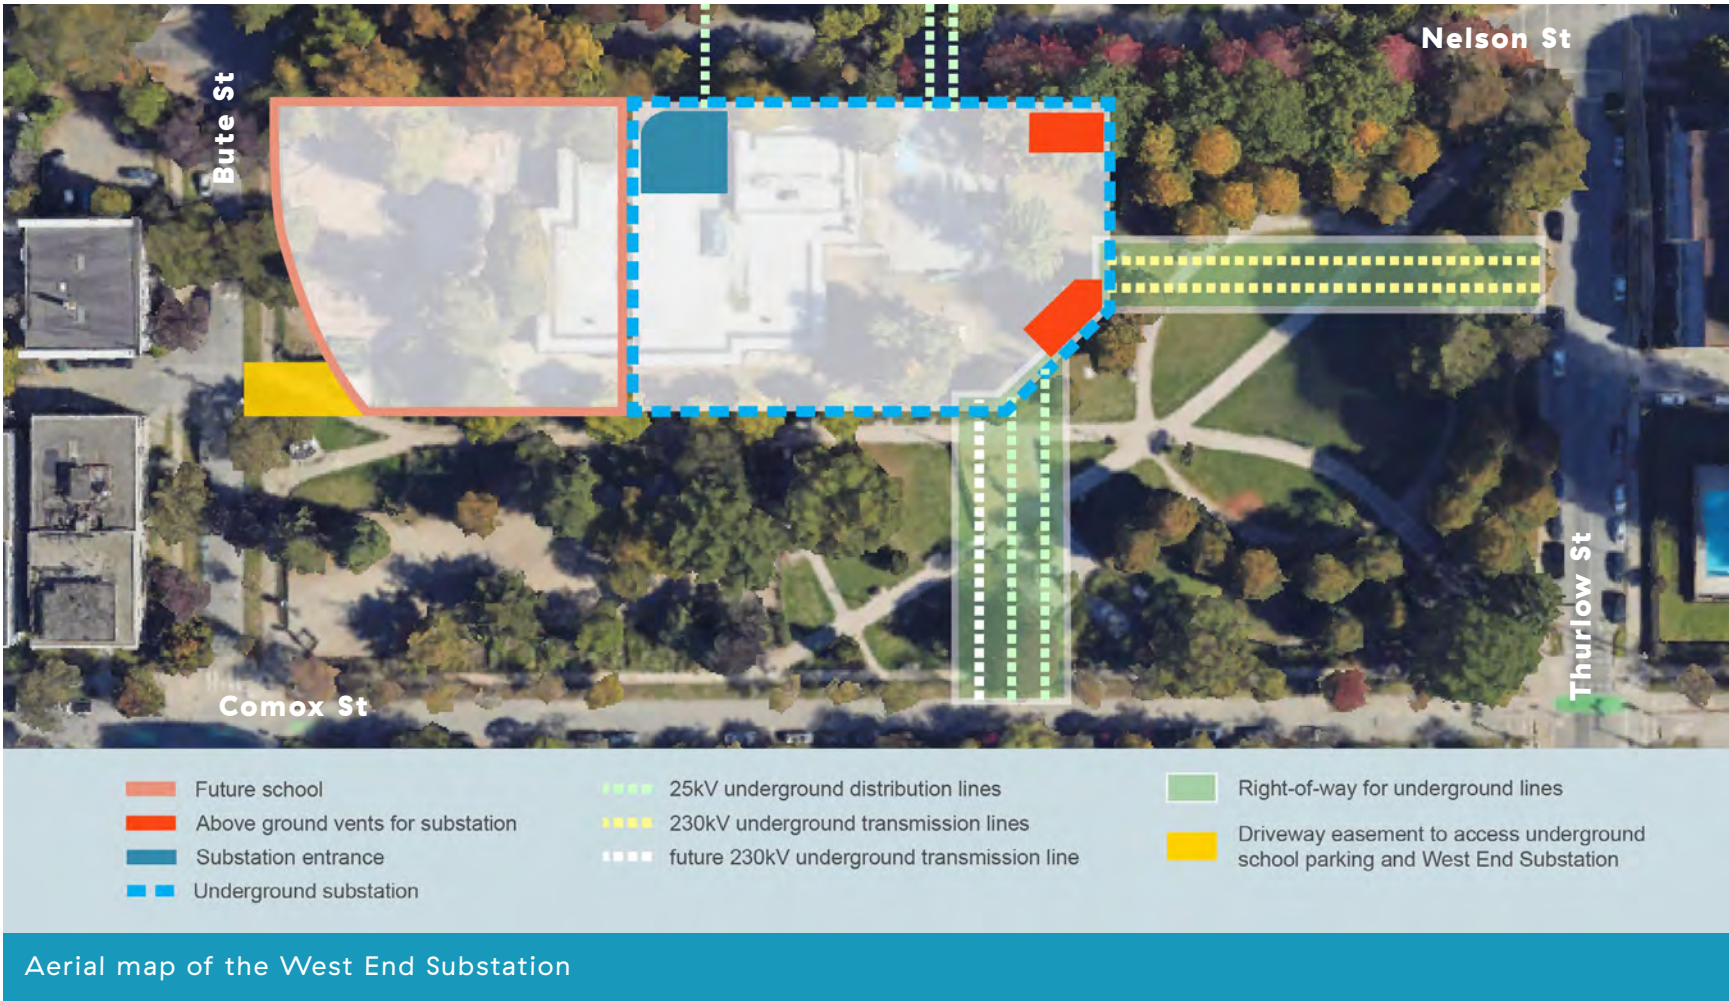 Nelson St
Bute St
Thurlow St
Comox St
Future school
Above ground vents for substation
Substation entrance
Underground substation
25kV underground distribution lines
230kV underground transmission lines
future 230kV underground transmission line
Right-of-way for underground lines
Driveway easement to access underground
school parking and West End Substation
Aerial map of the West End Substation